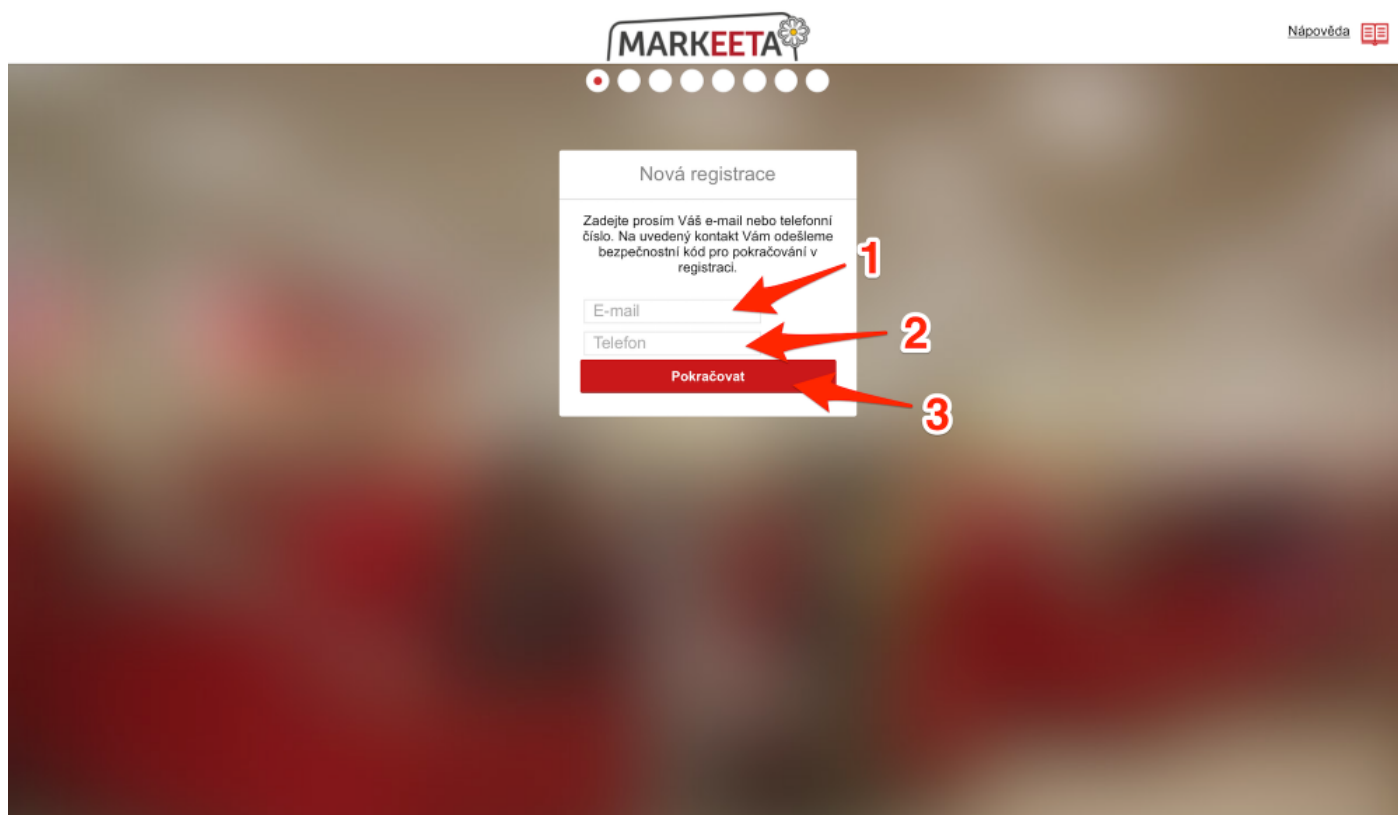 MARKEETA
Nápověda
Nová registrace
Zadejte prosím Váš e-mail nebo telefonní
číslo. Na uvedený kontakt Vám odešleme
bezpečnostní kód pro pokračování v
registraci.
1
E-mail
2
Telefon
Pokračovat
3